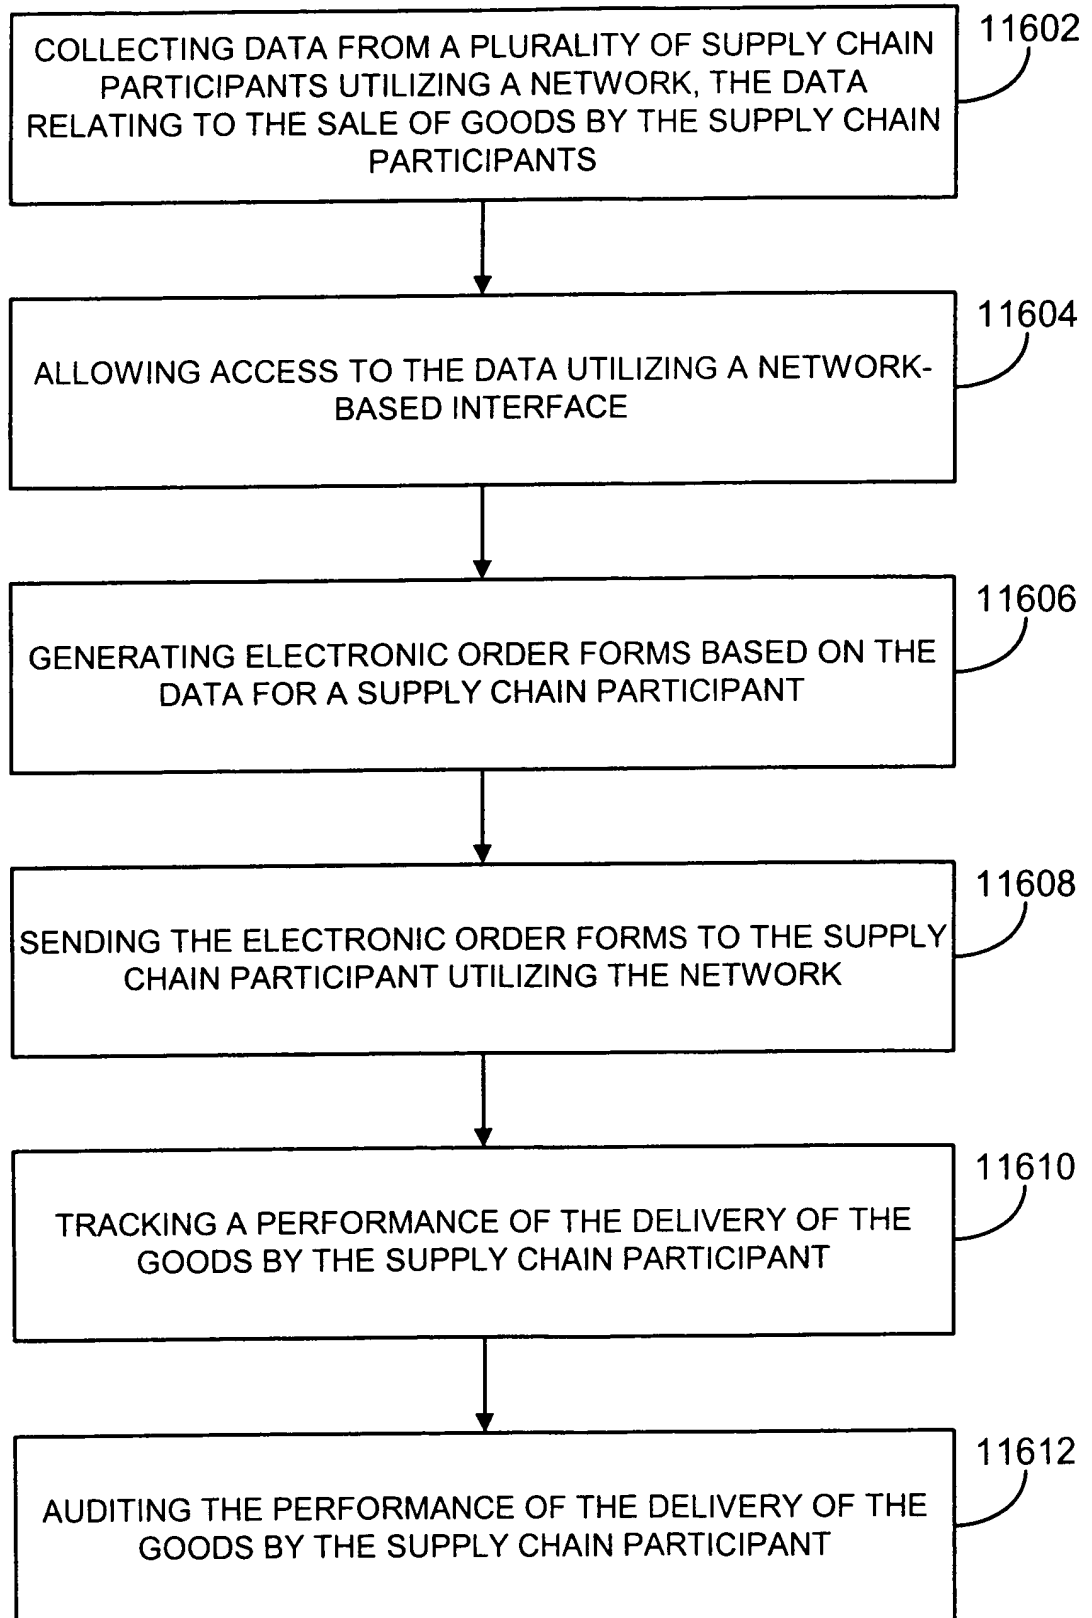 COLLECTING DATA FROM A PLURALITY OF SUPPLY CHAIN
PARTICIPANTS UTILIZING A NETWORK, THE DATA
RELATING TO THE SALE OF GOODS BY THE SUPPLY CHAIN
PARTICIPANTS
11602
ALLOWING ACCESS TO THE DATA UTILIZING A NETWORK-
BASED INTERFACE
11604
GENERATING ELECTRONIC ORDER FORMS BASED ON THE
DATA FOR A SUPPLY CHAIN PARTICIPANT
11606
SENDING THE ELECTRONIC ORDER FORMS TO THE SUPPLY
CHAIN PARTICIPANT UTILIZING THE NETWORK
11608
TRACKING A PERFORMANCE OF THE DELIVERY OF THE
GOODS BY THE SUPPLY CHAIN PARTICIPANT
11610
AUDITING THE PERFORMANCE OF THE DELIVERY OF THE
GOODS BY THE SUPPLY CHAIN PARTICIPANT
11612